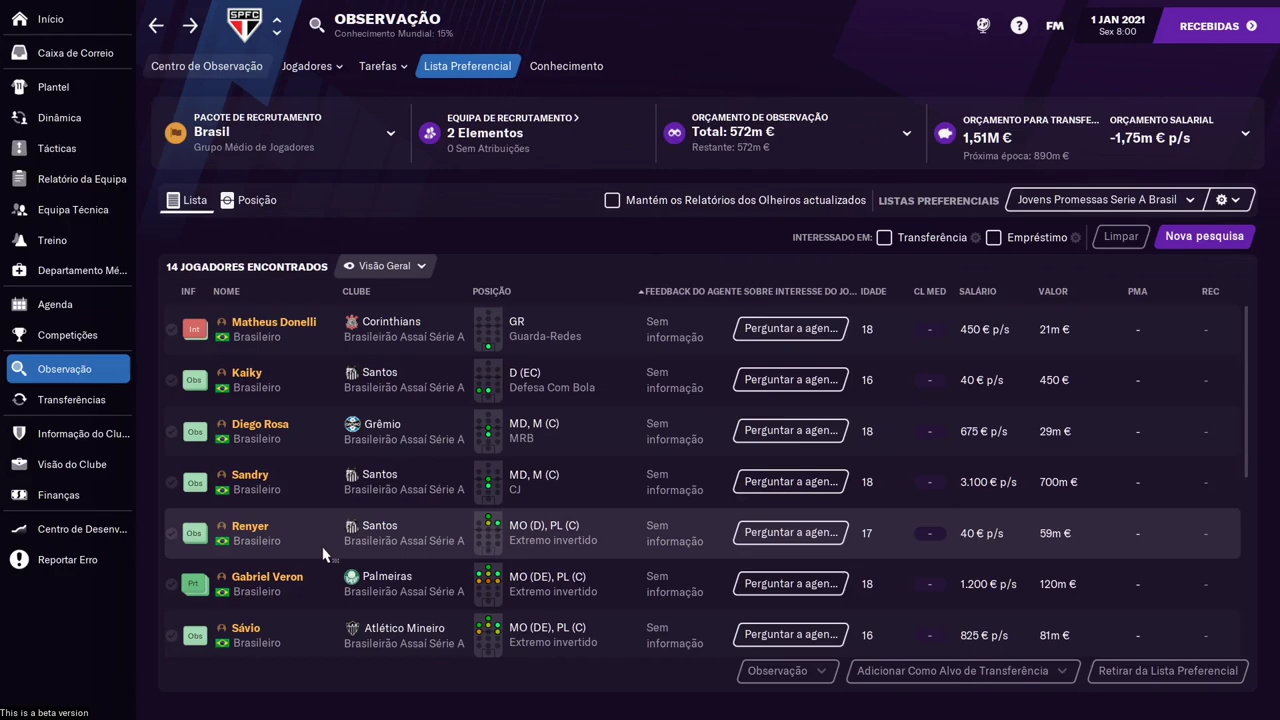 Início
Caixa de Correio
Plantel
Dinâmica
Tácticas
Relatório da Equipa
Equipa Técnica
Treino
Departamento Mé...
Agenda
Competições
Observação
Transferências
Informação do Clu...
Visão do Clube
Finanças
Centro de Desenv...
Reportar Erro
This is a beta version
SPFC
OBSERVAÇÃO
Conhecimento Mundial: 15%
FM
1 JAN 2021
Sex 8:00
RECEBIDAS
Centro de Observação Jogadores Tarefas Lista Preferencial Conhecimento
PACOTE DE RECRUTAMENTO
Brasil
Grupo Médio de Jogadores
EQUIPA DE RECRUTAMENTO >
2 Elementos
0 Sem Atribuições
ORÇAMENTO DE OBSERVAÇÃO
Total: 572m €
Restante: 572m €
ORÇAMENTO PARA TRANSFE...
1,51M €
Próxima época: 890m €
ORÇAMENTO SALARIAL
-1,75m € p/s
Lista Posição
Mantém os Relatórios dos Olheiros actualizados
LISTAS PREFERENCIAIS Jovens Promessas Serie A Brasil
INTERESSADO EM: Transferência Empréstimo Limpar Nova pesquisa
14 JOGADORES ENCONTRADOS Visão Geral
INF NOME CLUBE POSIÇÃO FEEDBACK DO AGENTE SOBRE INTERESSE DO JO... IDADE CL MED SALÁRIO VALOR PMA REC
Int Matheus Donelli Corinthians GR Sem Perguntar a agen... 18 - 450 € p/s 21m € - -
Brasileiro Brasileirão Assaí Série A Guarda-Redes informação
Obs Kaiky Santos D (EC) Sem Perguntar a agen... 16 - 40 € p/s 450 € - -
Brasileiro Brasileirão Assaí Série A Defesa Com Bola informação
Obs Diego Rosa Grêmio MD, M (C) Sem Perguntar a agen... 18 - 675 € p/s 29m € - -
Brasileiro Brasileirão Assaí Série A MRB informação
Obs Sandry Santos MD, M (C) Sem Perguntar a agen... 18 - 3.100 € p/s 700m € - -
Brasileiro Brasileirão Assaí Série A CJ informação
Obs Renyer Santos MO (D), PL (C) Sem Perguntar a agen... 17 - 40 € p/s 59m € - -
Brasileiro Brasileirão Assaí Série A Extremo invertido informação
Prt Gabriel Veron Palmeiras MO (DE), PL (C) Sem Perguntar a agen... 18 - 1.200 € p/s 120m € - -
Brasileiro Brasileirão Assaí Série A Extremo invertido informação
Obs Sávio Atlético Mineiro MO (DE), PL (C) Sem Perguntar a agen... 16 - 825 € p/s 81m € - -
Brasileiro Brasileirão Assaí Série A Extremo invertido informação
Observação Adicionar Como Alvo de Transferência Retirar da Lista Preferencial